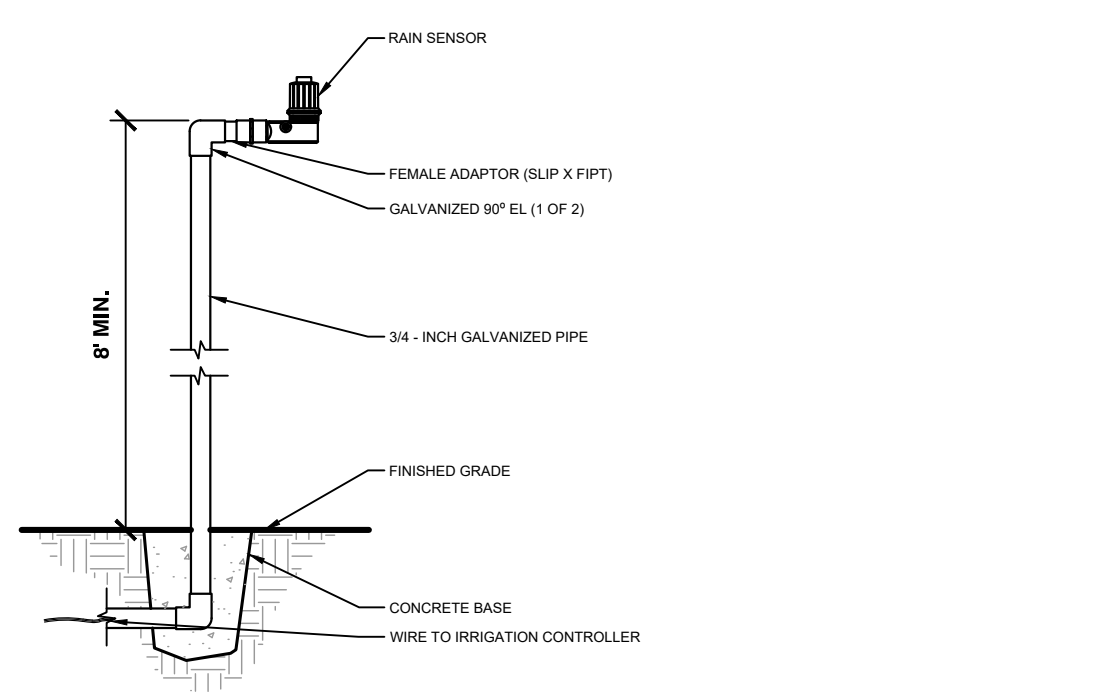 RAIN SENSOR
FEMALE ADAPTOR (SLIP X FIPT)
GALVANIZED 90º EL (1 OF 2)
8' MIN.
3/4 - INCH GALVANIZED PIPE
FINISHED GRADE
CONCRETE BASE
WIRE TO IRRIGATION CONTROLLER